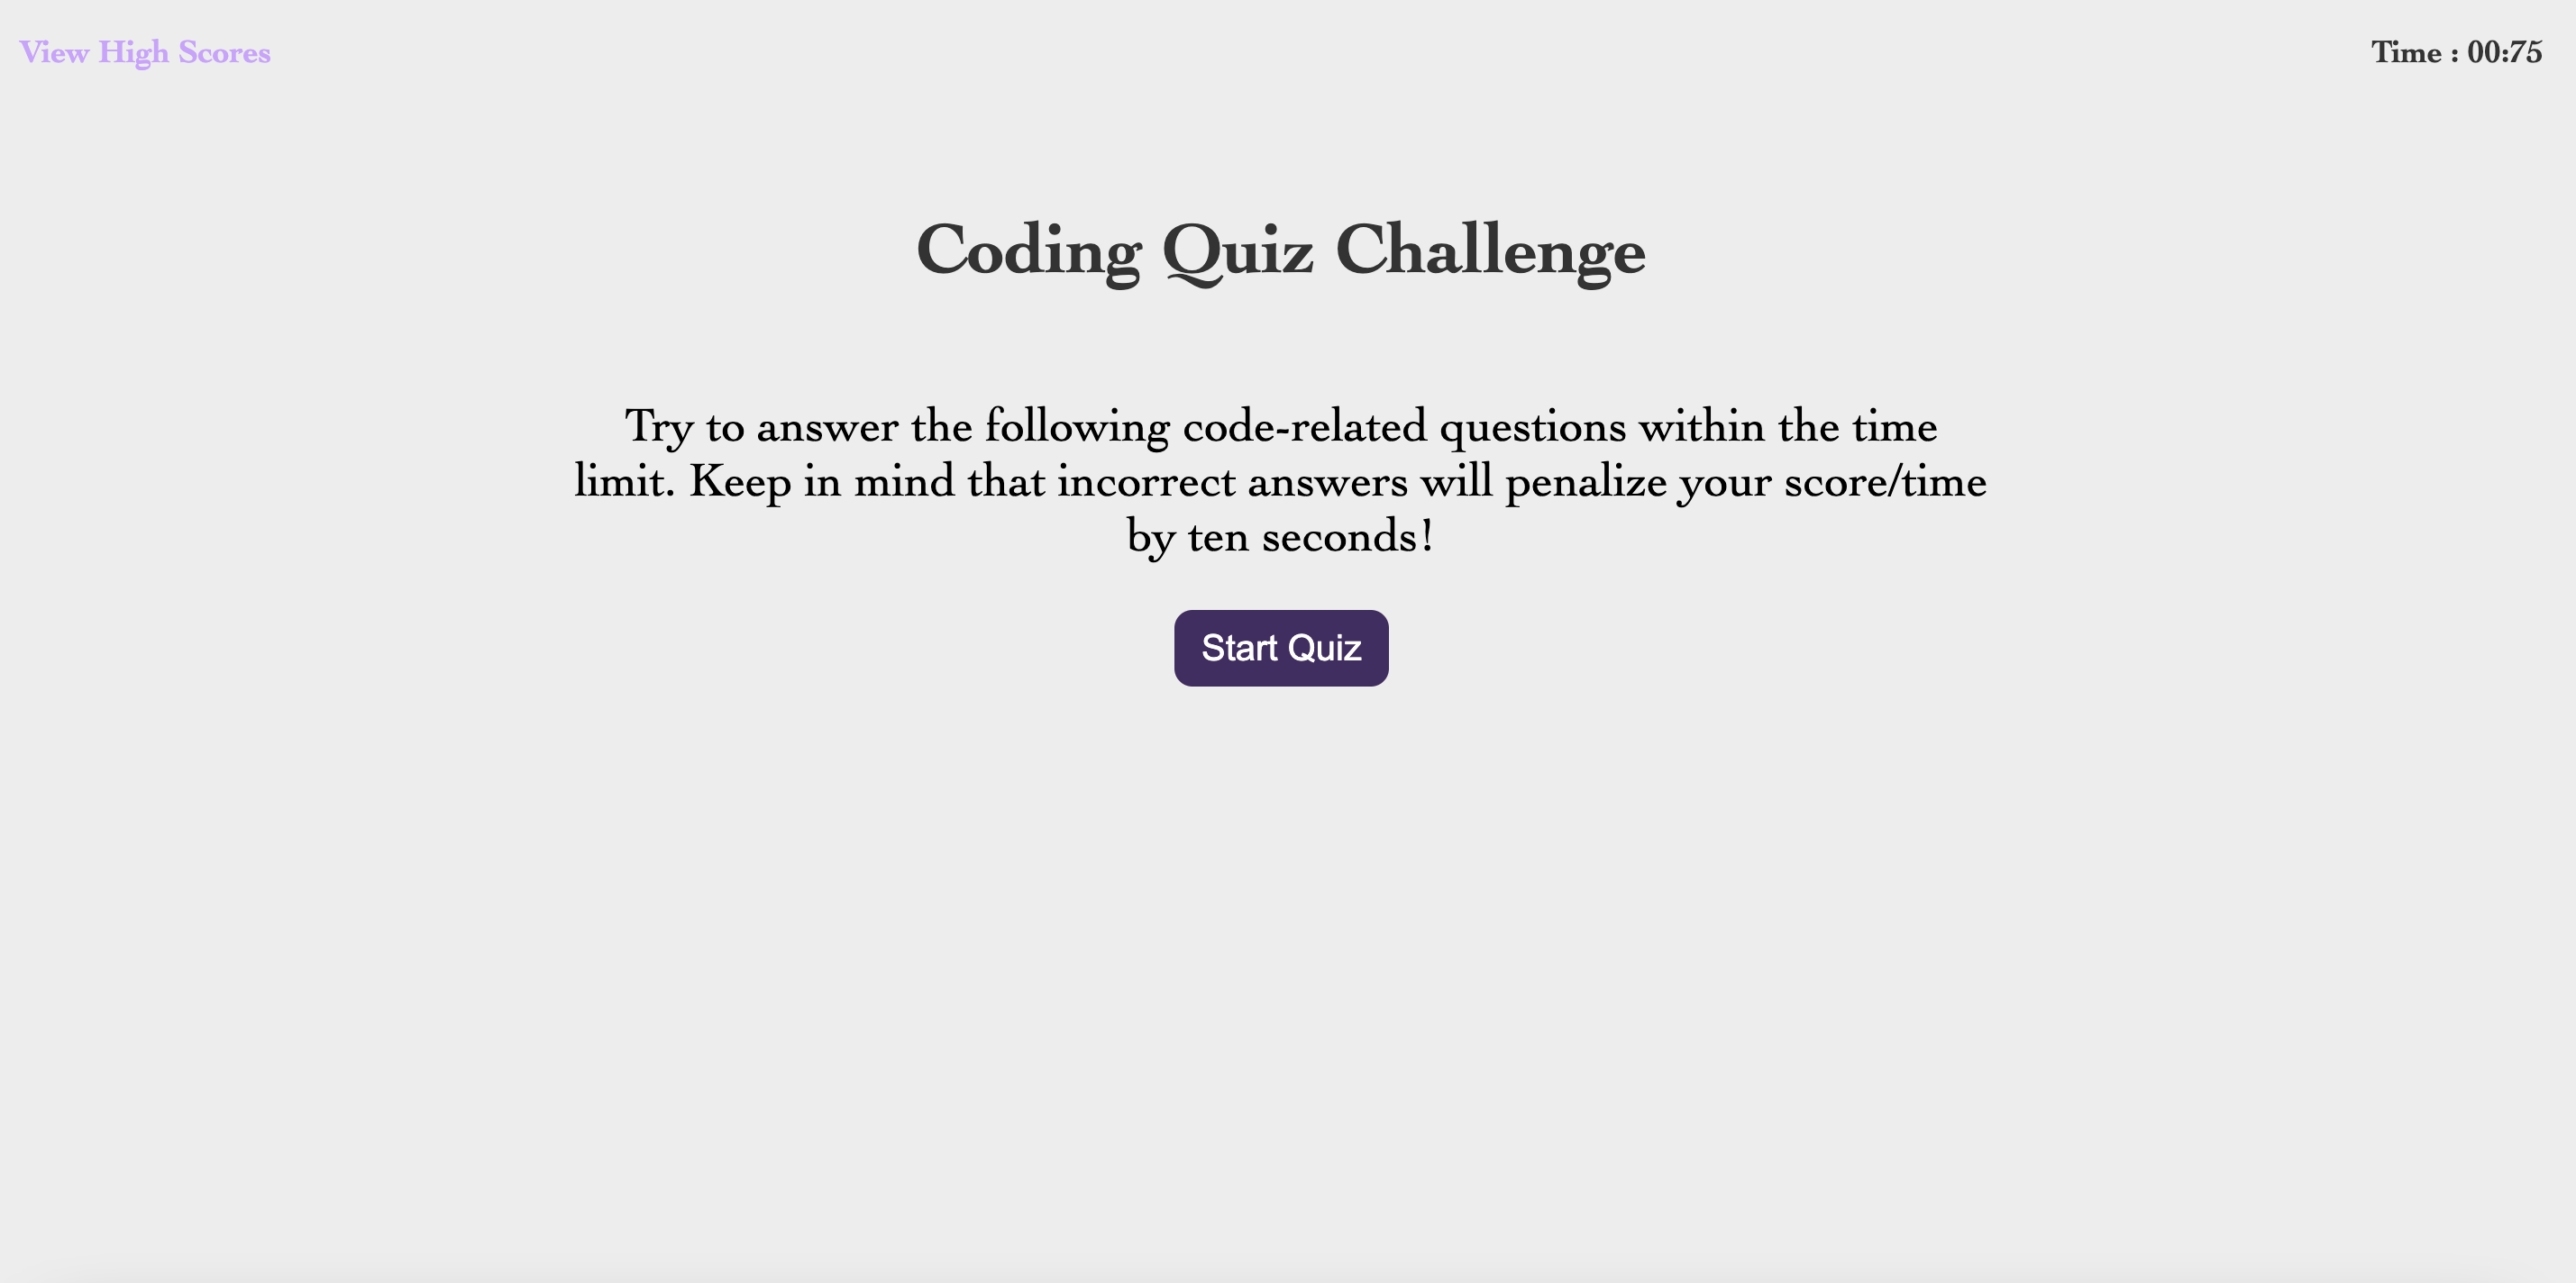 View High Scores
Time : 00:75
Coding Quiz Challenge
Try to answer the following code-related questions within the time
limit. Keep in mind that incorrect answers will penalize your score/time
by ten seconds!
Start Quiz